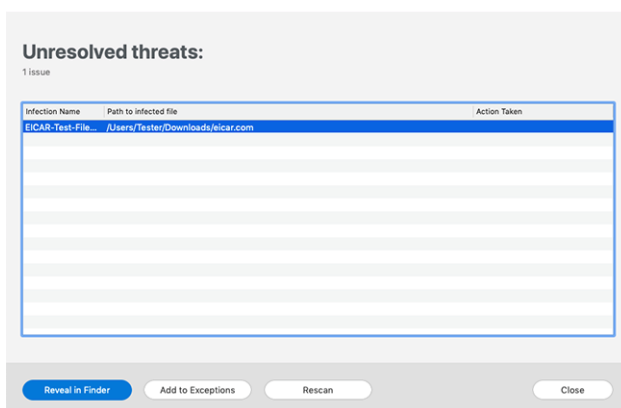 Unresolved threats:
1 issue
Infection Name Path to infected file Action Taken
EICAR-Test-File... /Users/Tester/Downloads/eicar.com
Reveal in Finder Add to Exceptions Rescan Close